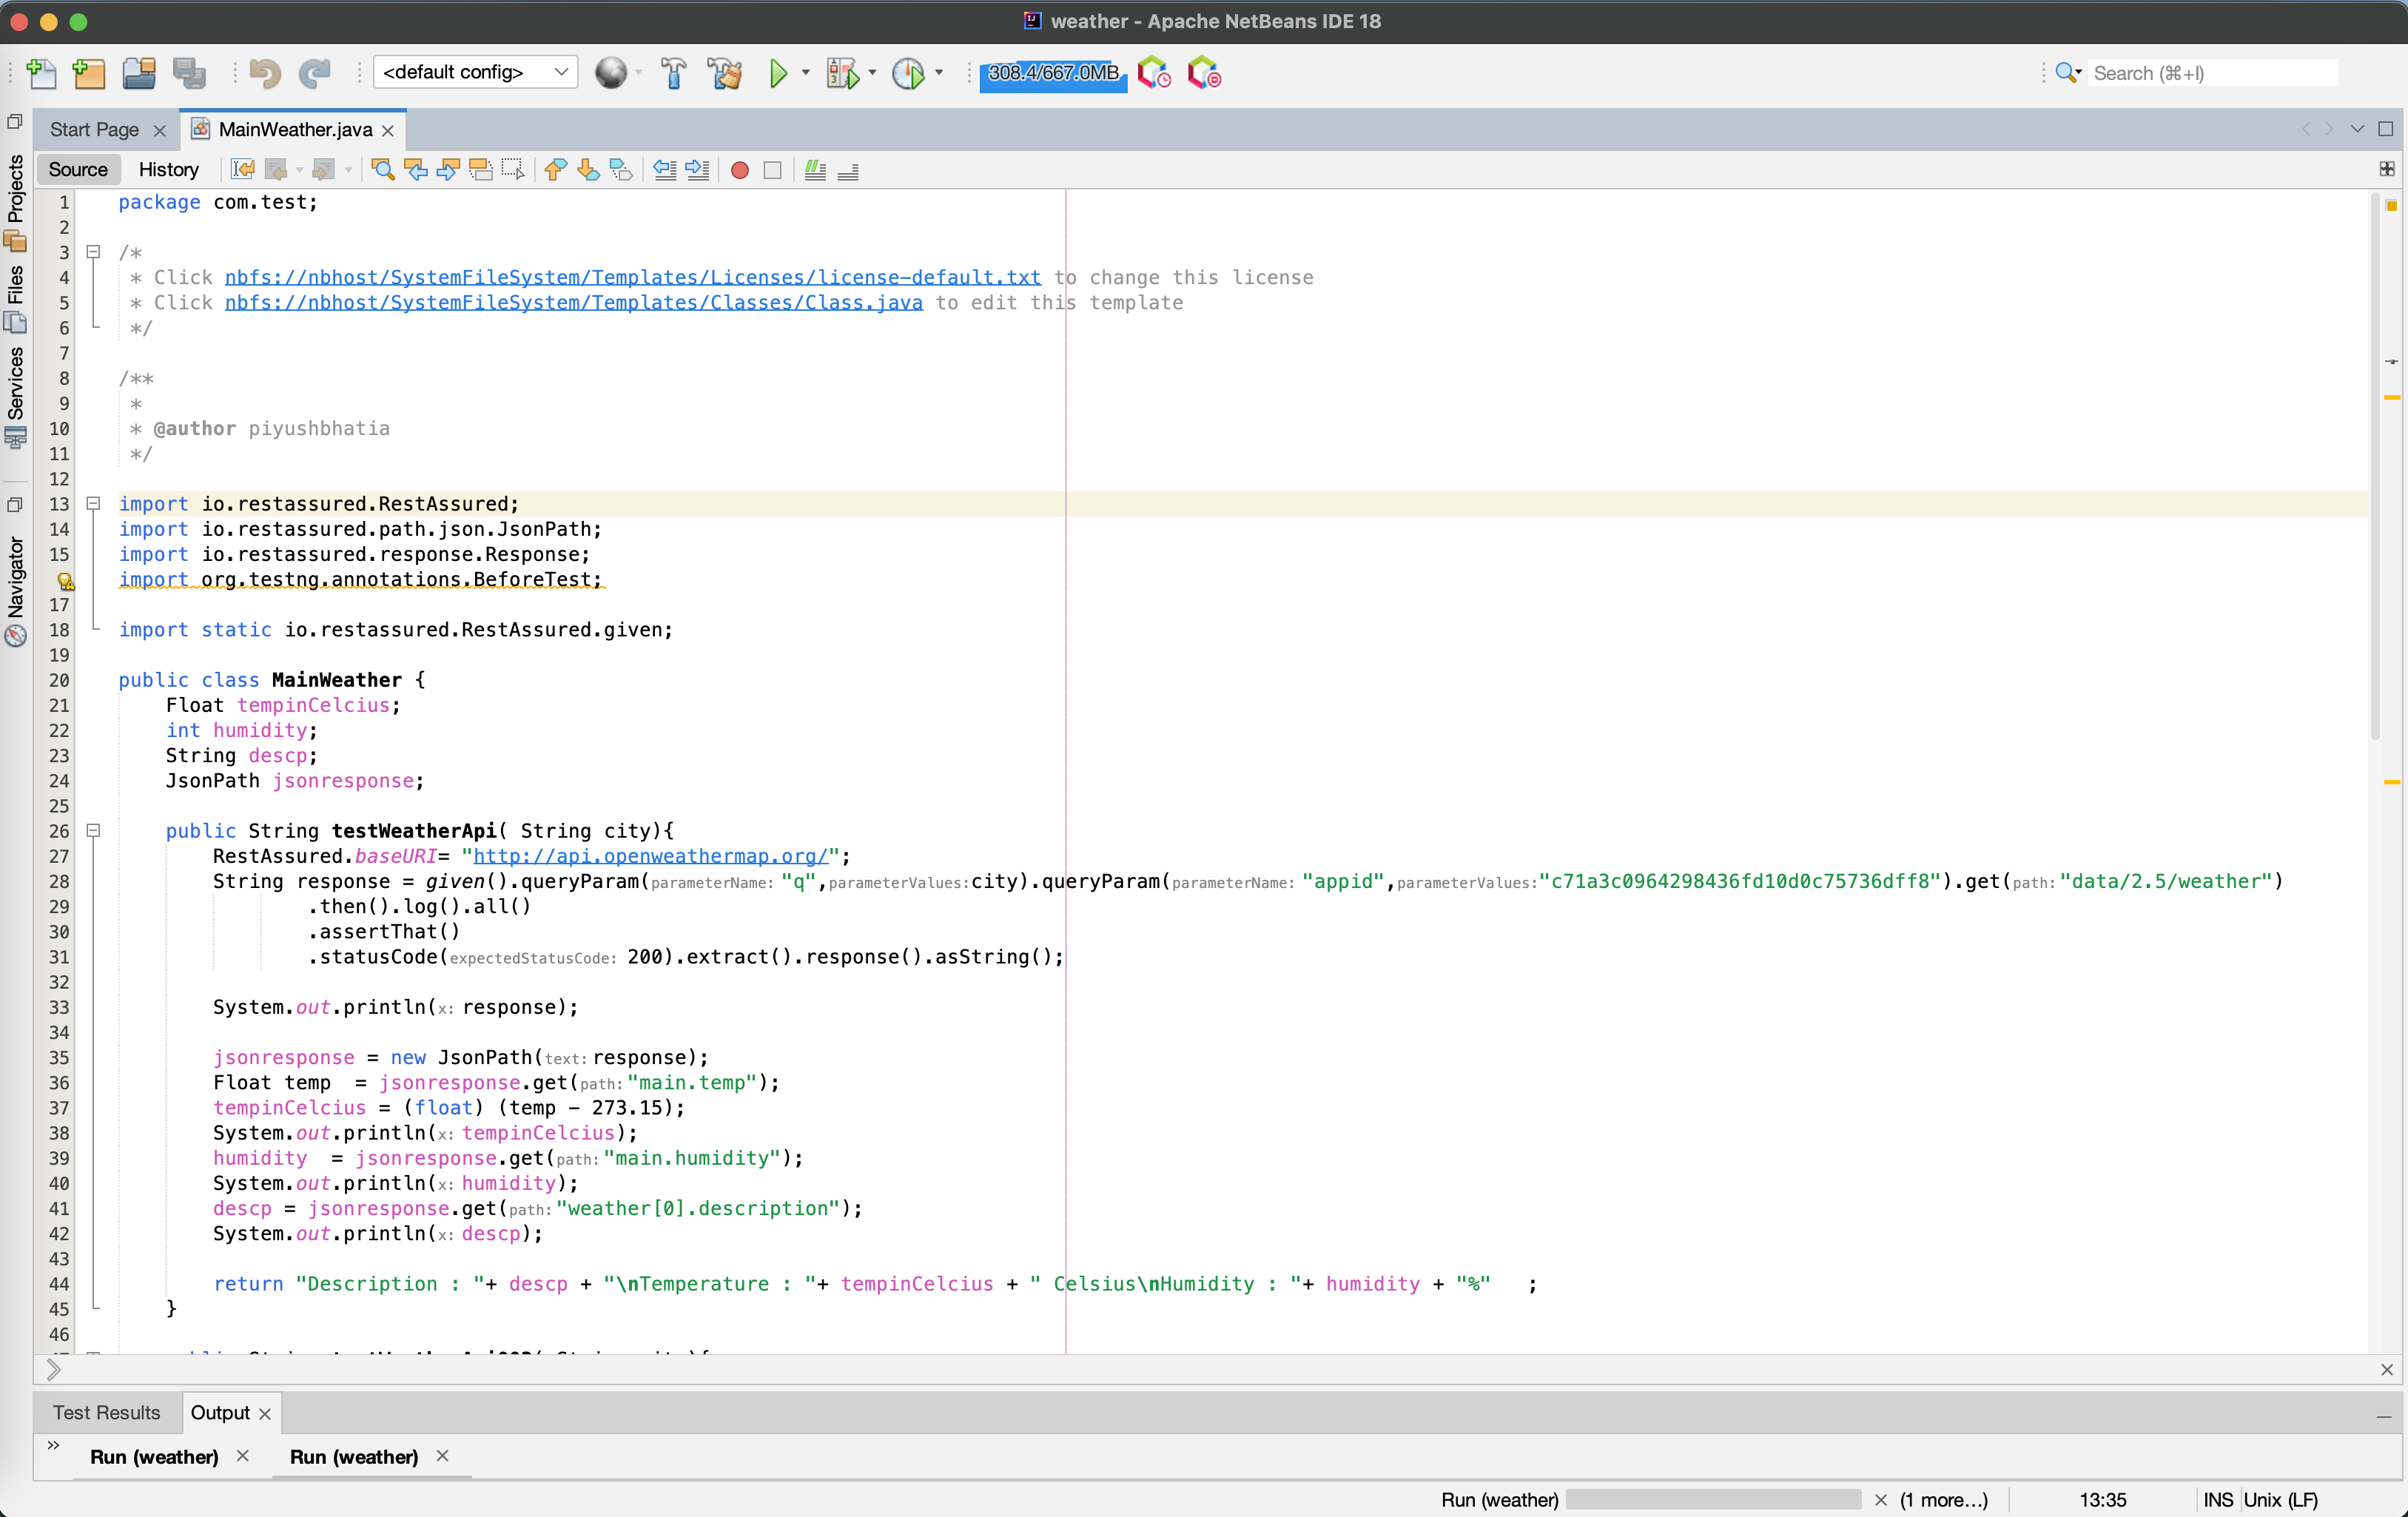 weather - Apache NetBeans IDE 18
<default config>
308.4/667.0MB
Search (⌘+I)
Start Page
MainWeather.java
Source
History
Projects
Files
Services
Navigator
1 package com.test;
2
3 /*
4 * Click nbfs://nbhost/SystemFileSystem/Templates/Licenses/license-default.txt to change this license
5 * Click nbfs://nbhost/SystemFileSystem/Templates/Classes/Class.java to edit this template
6 */
7
8 /**
9 *
10 * @author piyushbhatia
11 */
12
13 import io.restassured.RestAssured;
14 import io.restassured.path.json.JsonPath;
15 import io.restassured.response.Response;
import org.testng.annotations.BeforeTest;
17
18 import static io.restassured.RestAssured.given;
19
20 public class MainWeather {
21 Float tempinCelcius;
22 int humidity;
23 String descp;
24 JsonPath jsonresponse;
25
26 public String testWeatherApi( String city){
27 RestAssured.baseURI= "http://api.openweathermap.org/";
28 String response = given().queryParam(parameterName: "q",parameterValues:city).queryParam(parameterName: "appid",parameterValues:"c71a3c0964298436fd10d0c75736dff8").get(path:"data/2.5/weather")
29 .then().log().all()
30 .assertThat()
31 .statusCode(expectedStatusCode: 200).extract().response().asString();
32
33 System.out.println(x: response);
34
35 jsonresponse = new JsonPath(text: response);
36 Float temp  = jsonresponse.get(path:"main.temp");
37 tempinCelcius = (float) (temp - 273.15);
38 System.out.println(x: tempinCelcius);
39 humidity  = jsonresponse.get(path:"main.humidity");
40 System.out.println(x: humidity);
41 descp = jsonresponse.get(path:"weather[0].description");
42 System.out.println(x: descp);
43
44 return "Description : "+ descp + "\nTemperature : "+ tempinCelcius + " Celsius\nHumidity : "+ humidity + "%"   ;
45 }
46
Test Results
Output
Run (weather)
Run (weather)
Run (weather)
(1 more...)
13:35
INS
Unix (LF)